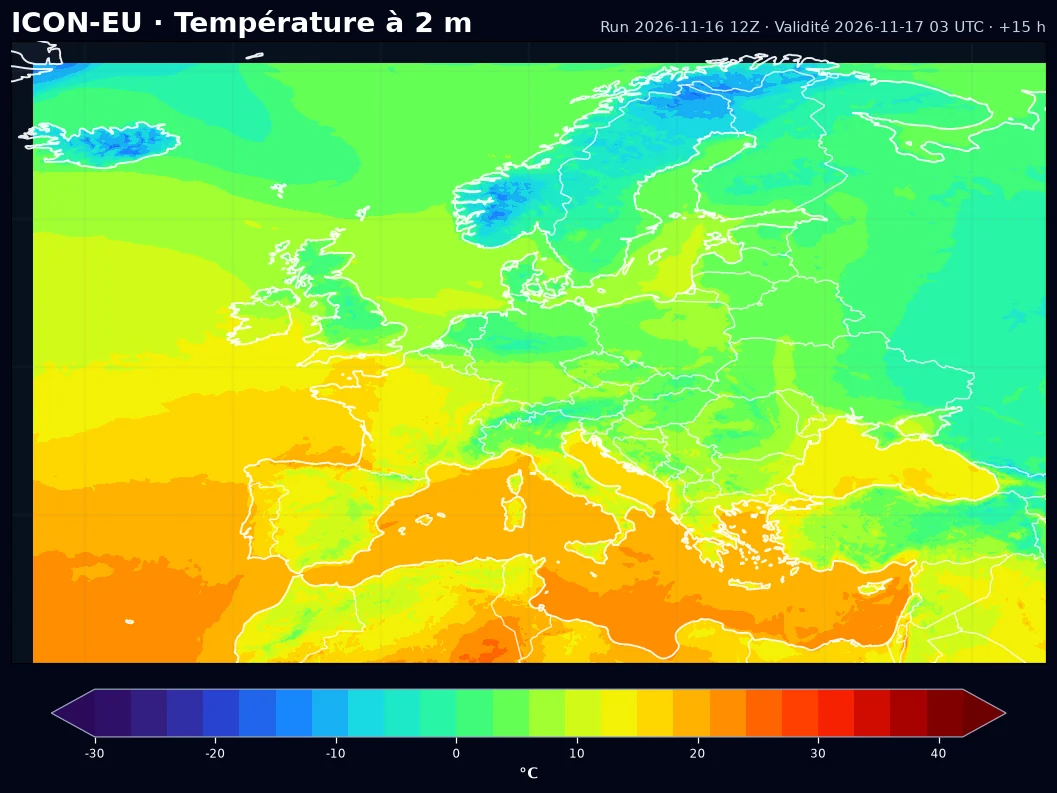 ICON-EU · Température à 2 m
Run 2026-11-16 12Z · Validité 2026-11-17 03 UTC · +15 h
-30 -20 -10 0 10 20 30 40
°C